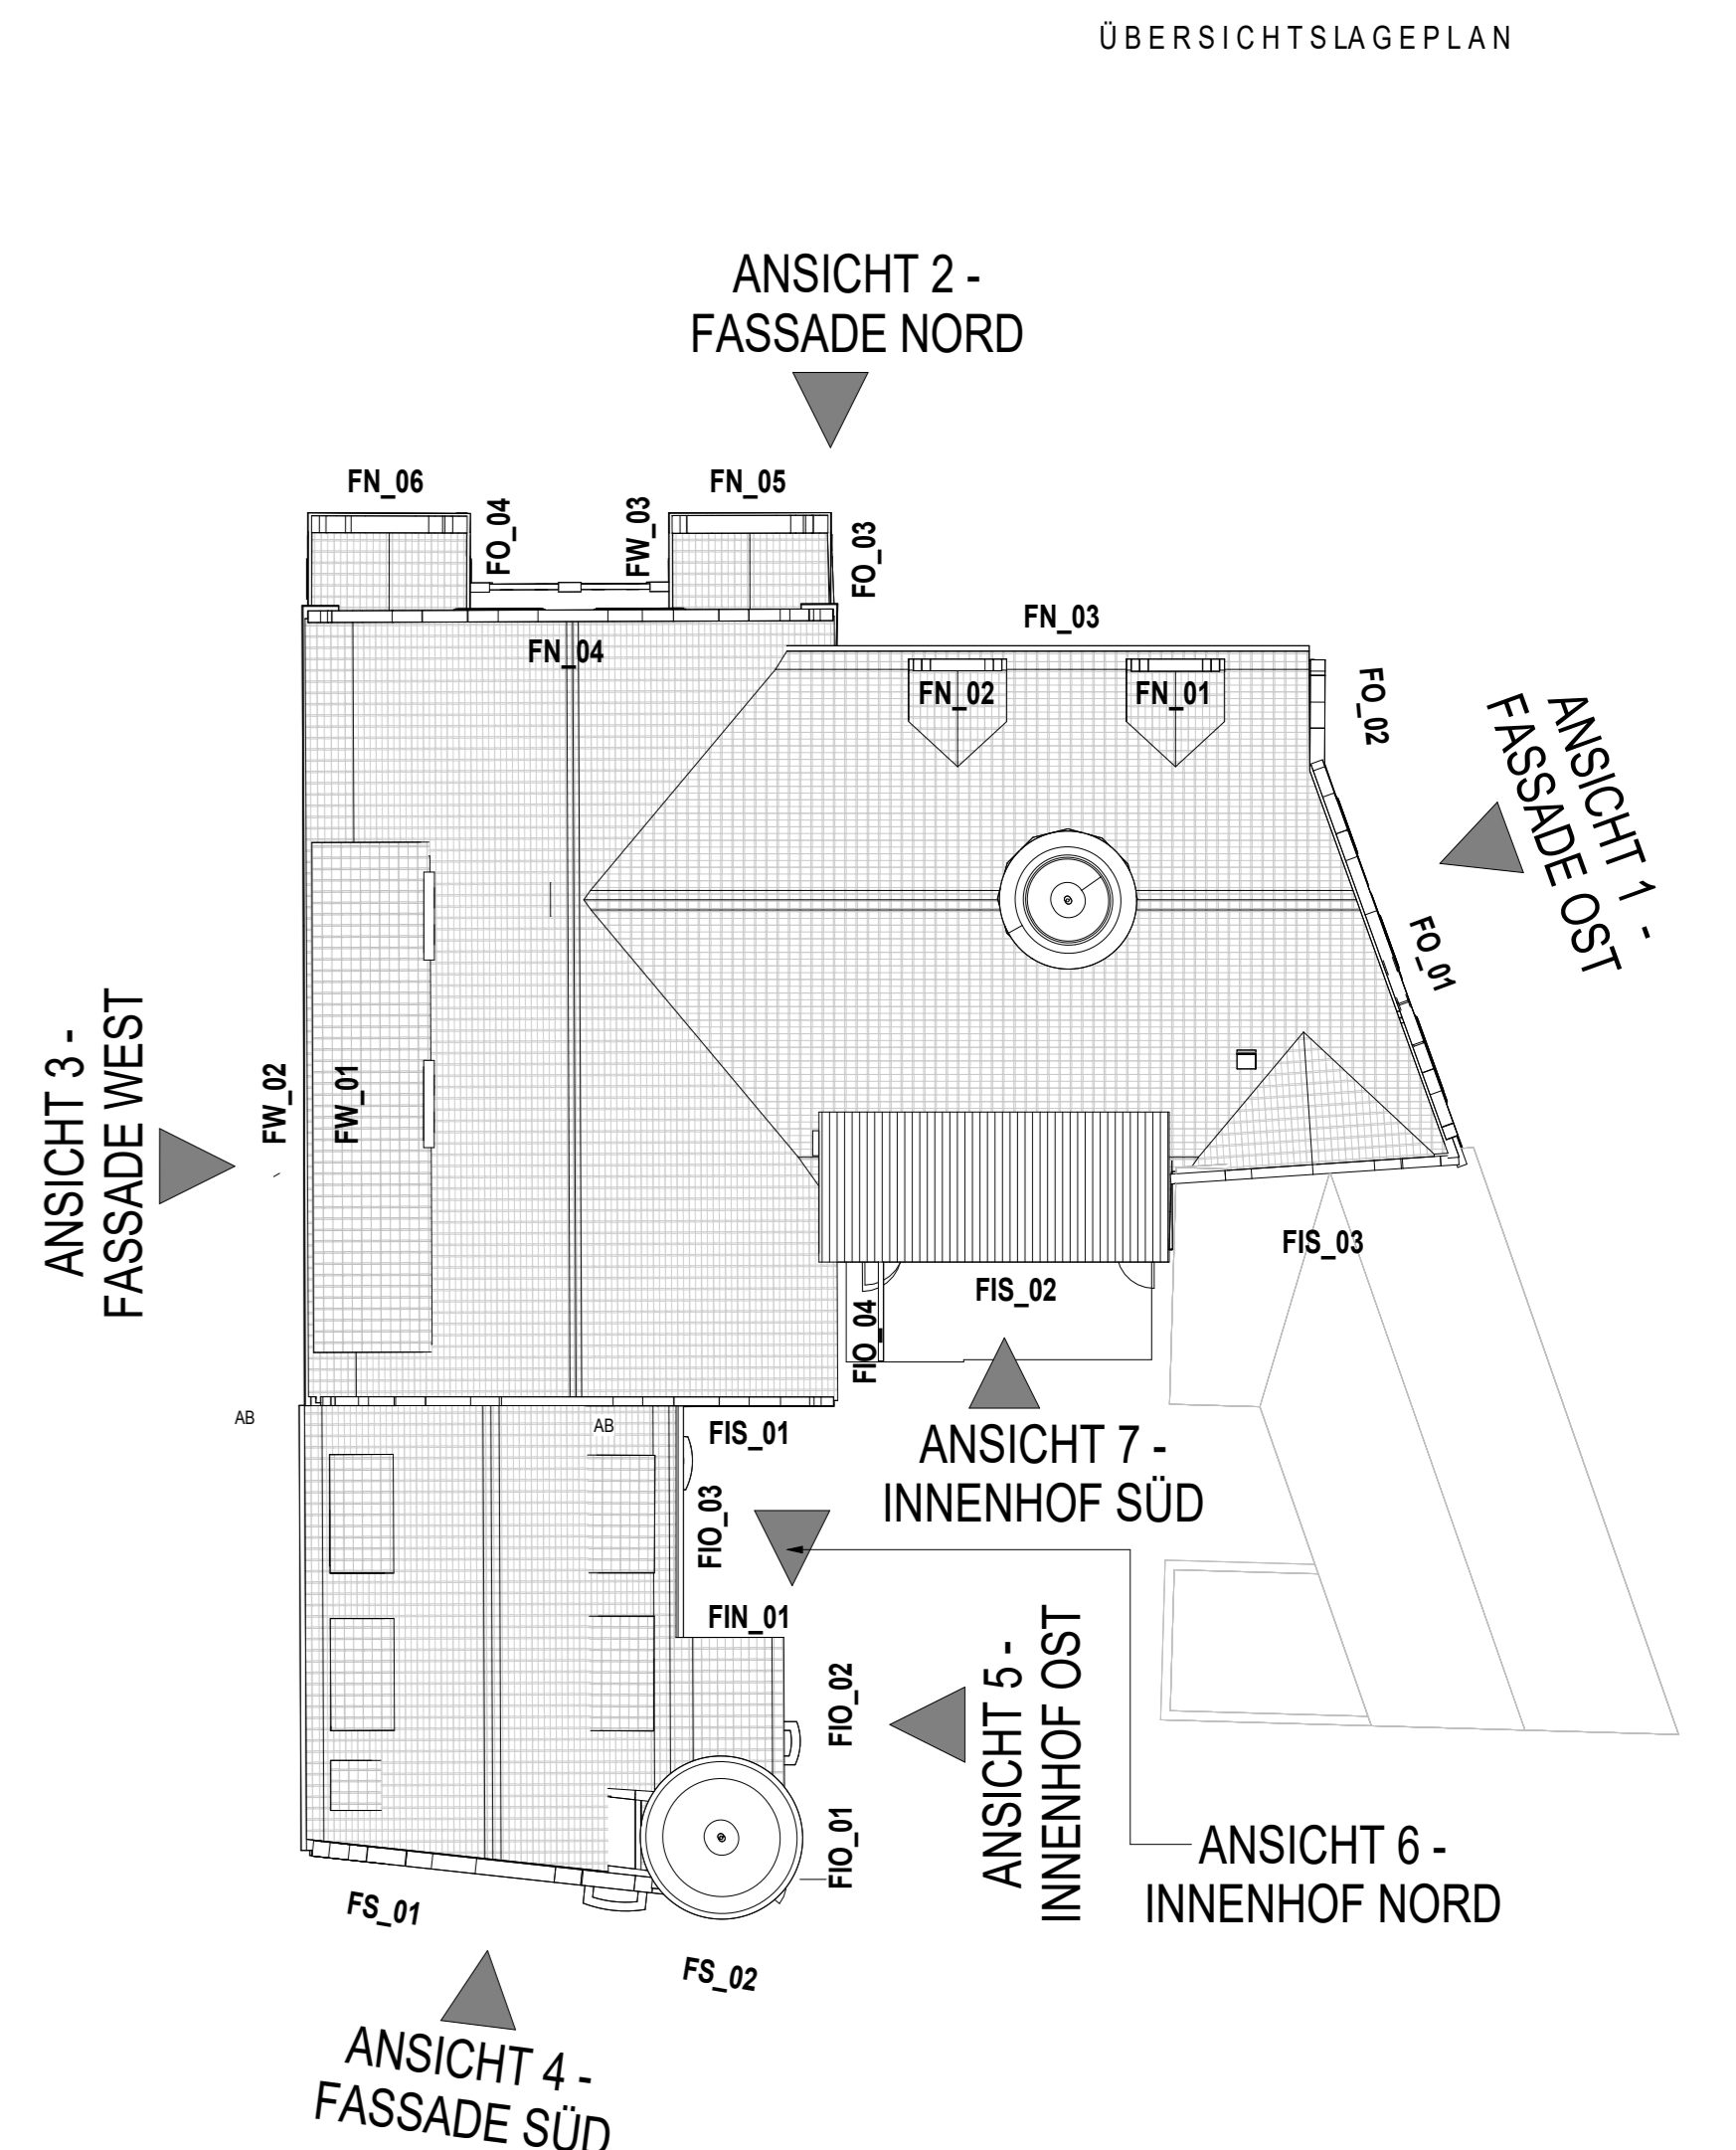 ÜBERSICHTSLAGEPLAN
ANSICHT 2 -
FASSADE NORD
FN_06
FN_05
FO_04
FW_03
FO_03
FN_03
FN_04
FN_02
FN_01
FO_02
ANSICHT 1 -
FASSADE OST
FO_01
ANSICHT 3 -
FASSADE WEST
FW_02
FW_01
FIS_03
FIS_02
FIO_04
AB
AB
FIS_01
ANSICHT 7 -
INNENHOF SÜD
FIO_03
FIN_01
FIO_02
ANSICHT 5 -
INNENHOF OST
FIO_01
ANSICHT 6 -
INNENHOF NORD
FS_01
FS_02
ANSICHT 4 -
FASSADE SÜD